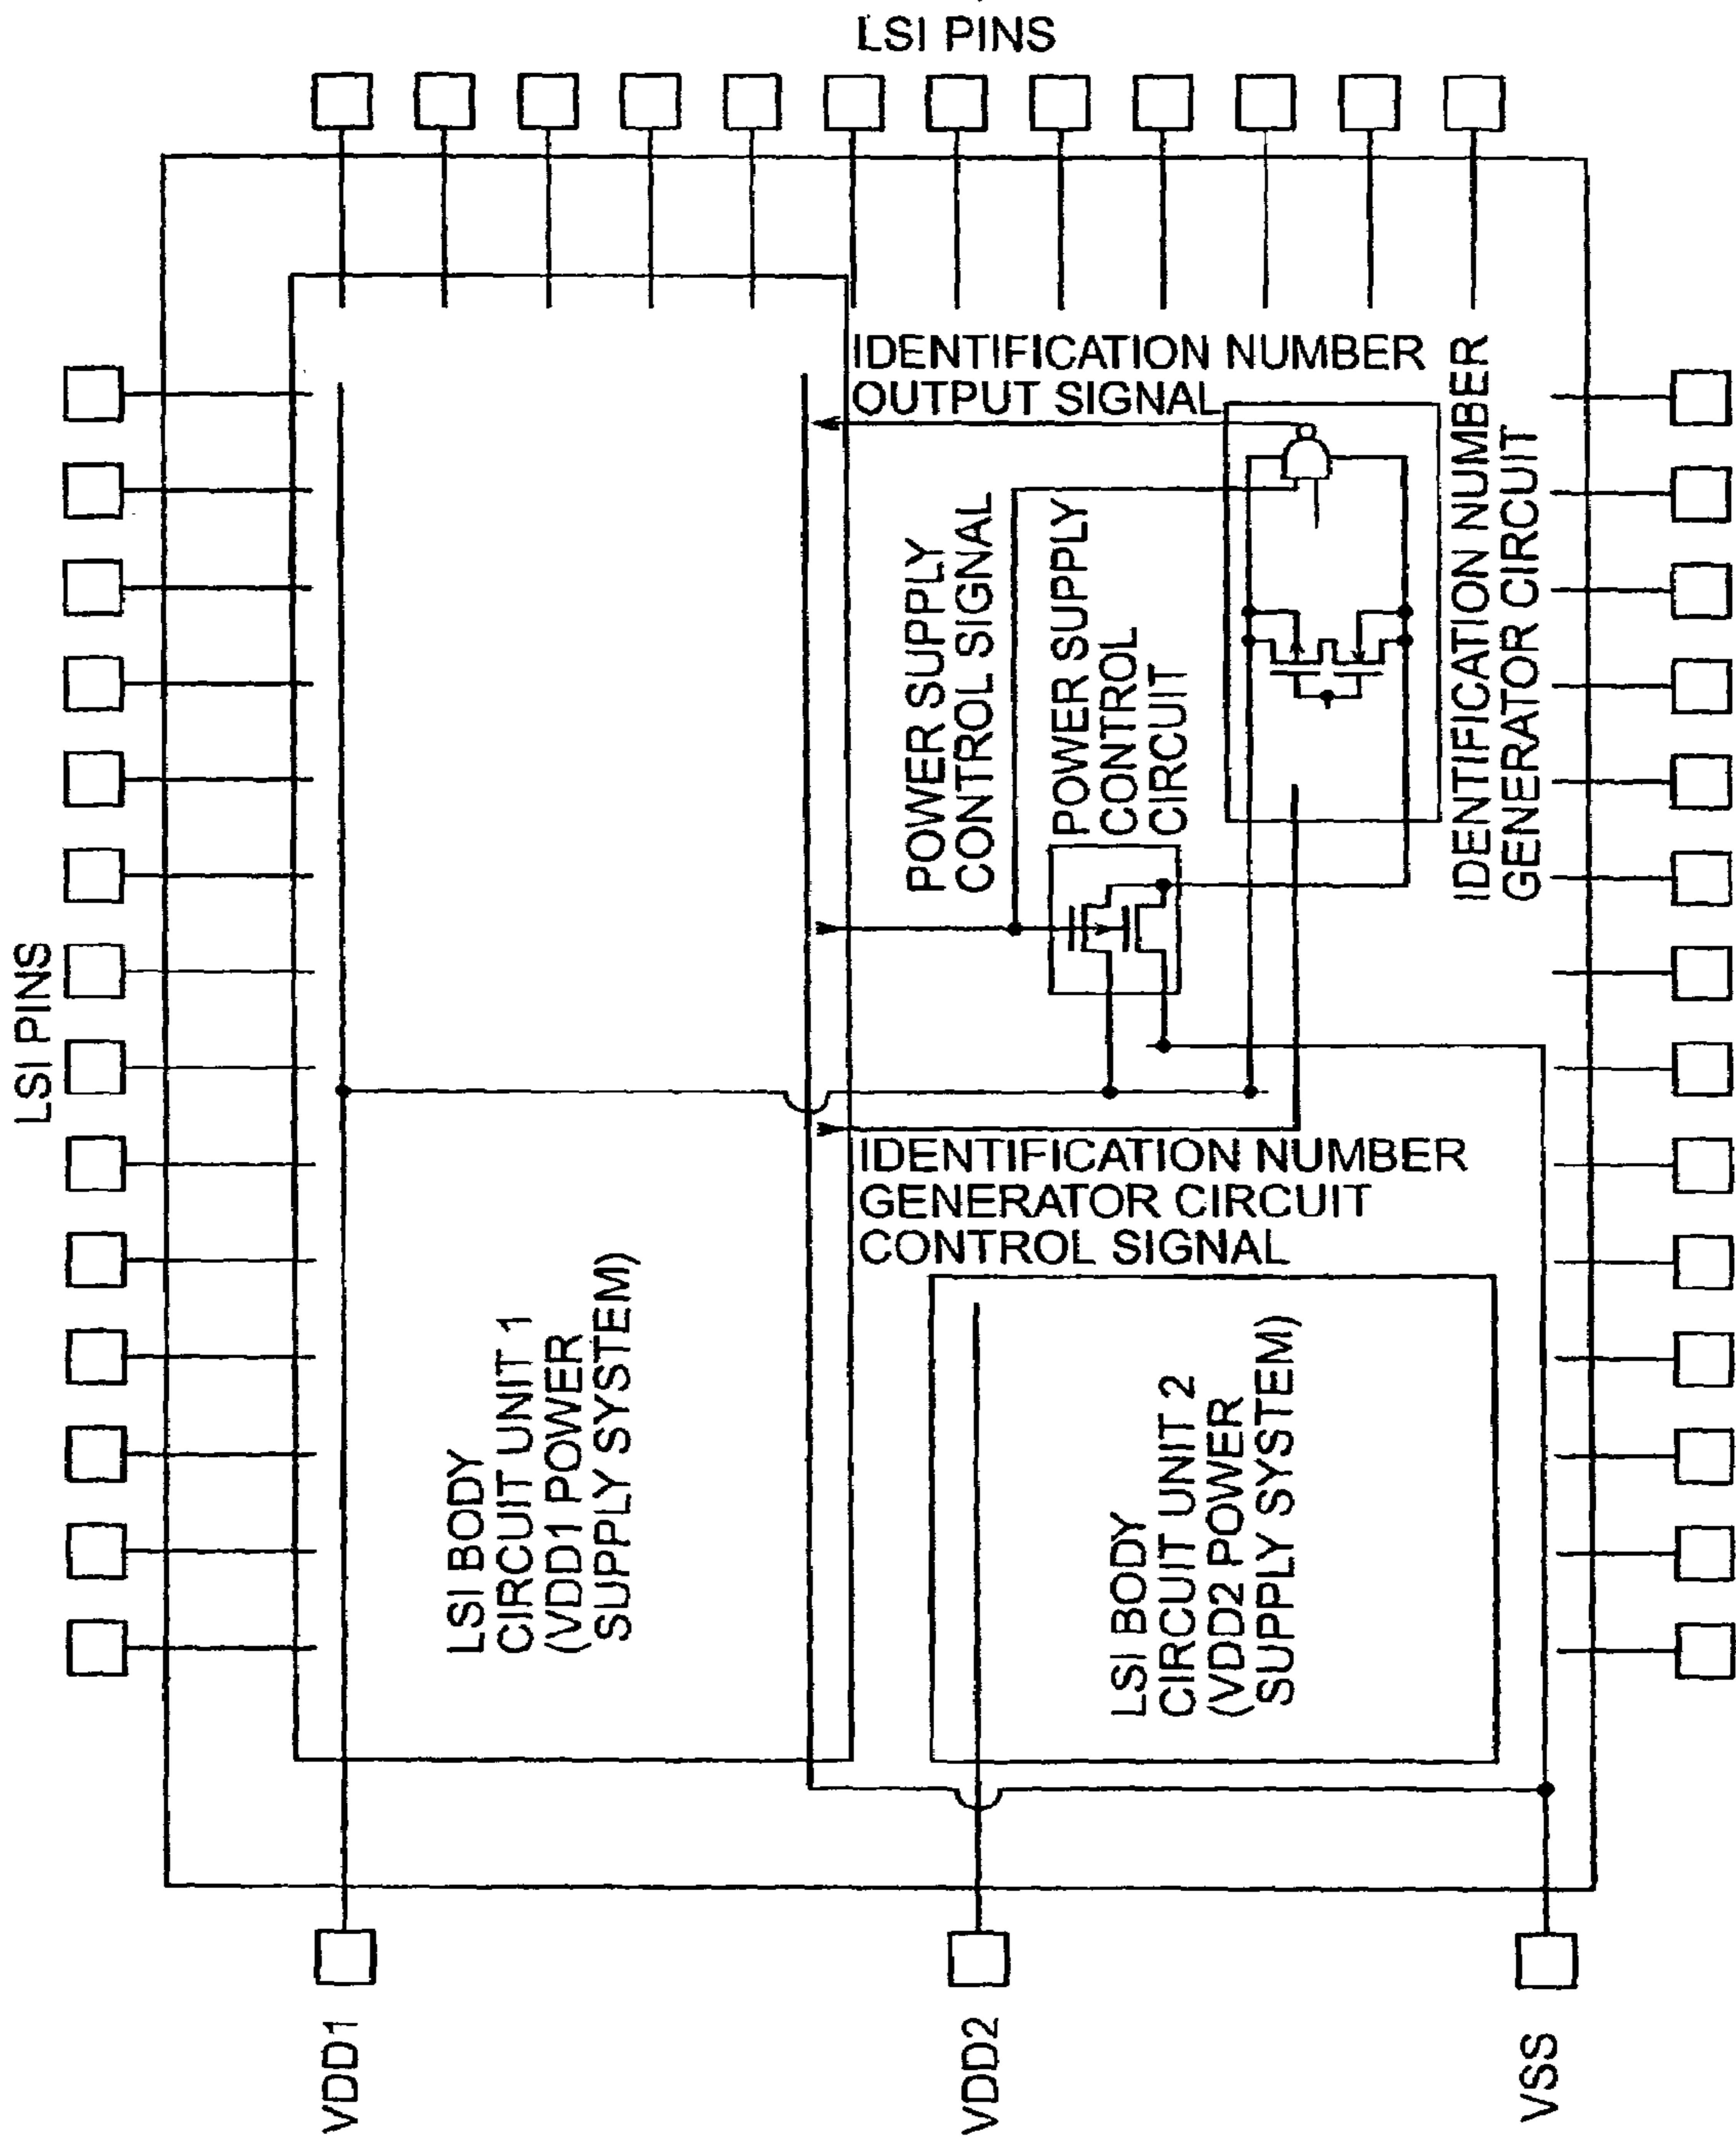 LSI PINS
LSI PINS
IDENTIFICATION NUMBER
OUTPUT SIGNAL
IDENTIFICATION NUMBER
GENERATOR CIRCUIT
POWER SUPPLY
CONTROL SIGNAL
POWER SUPPLY
CONTROL
CIRCUIT
IDENTIFICATION NUMBER
GENERATOR CIRCUIT
CONTROL SIGNAL
LSI BODY
CIRCUIT UNIT 1
(VDD1 POWER
SUPPLY SYSTEM)
LSI BODY
CIRCUIT UNIT 2
(VDD2 POWER
SUPPLY SYSTEM)
VDD1
VDD2
VSS